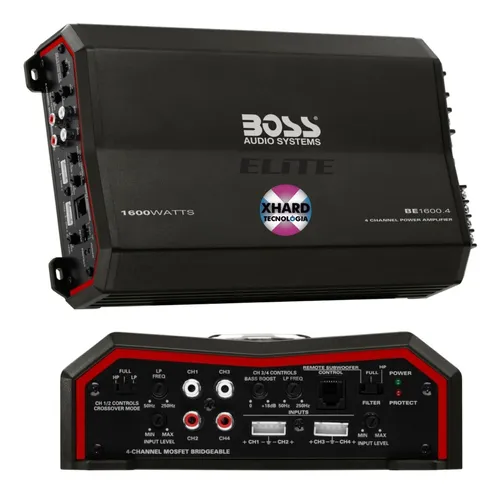 BOSS
AUDIO SYSTEMS
ELITE
XHARD
TECNOLOGIA
1600WATTS
BE1600.4
4 CHANNEL POWER AMPLIFIER
FULL
HP LP
CH 1/2 CONTROLS
CROSSOVER MODE
LP
FREQ
50Hz 250Hz
MIN MAX
INPUT LEVEL
CH1 CH3
CH2 CH4
CH 3/4 CONTROLS
BASS BOOST LP FREQ
0 +18dB 50Hz 250Hz
REMOTE SUBWOOFER
CONTROL
INPUTS
+ CH1 - - CH2 +
+ CH3 - - CH4 +
FULL HP
FILTER
POWER
PROTECT
MIN MAX
INPUT LEVEL
4-CHANNEL MOSFET BRIDGEABLE